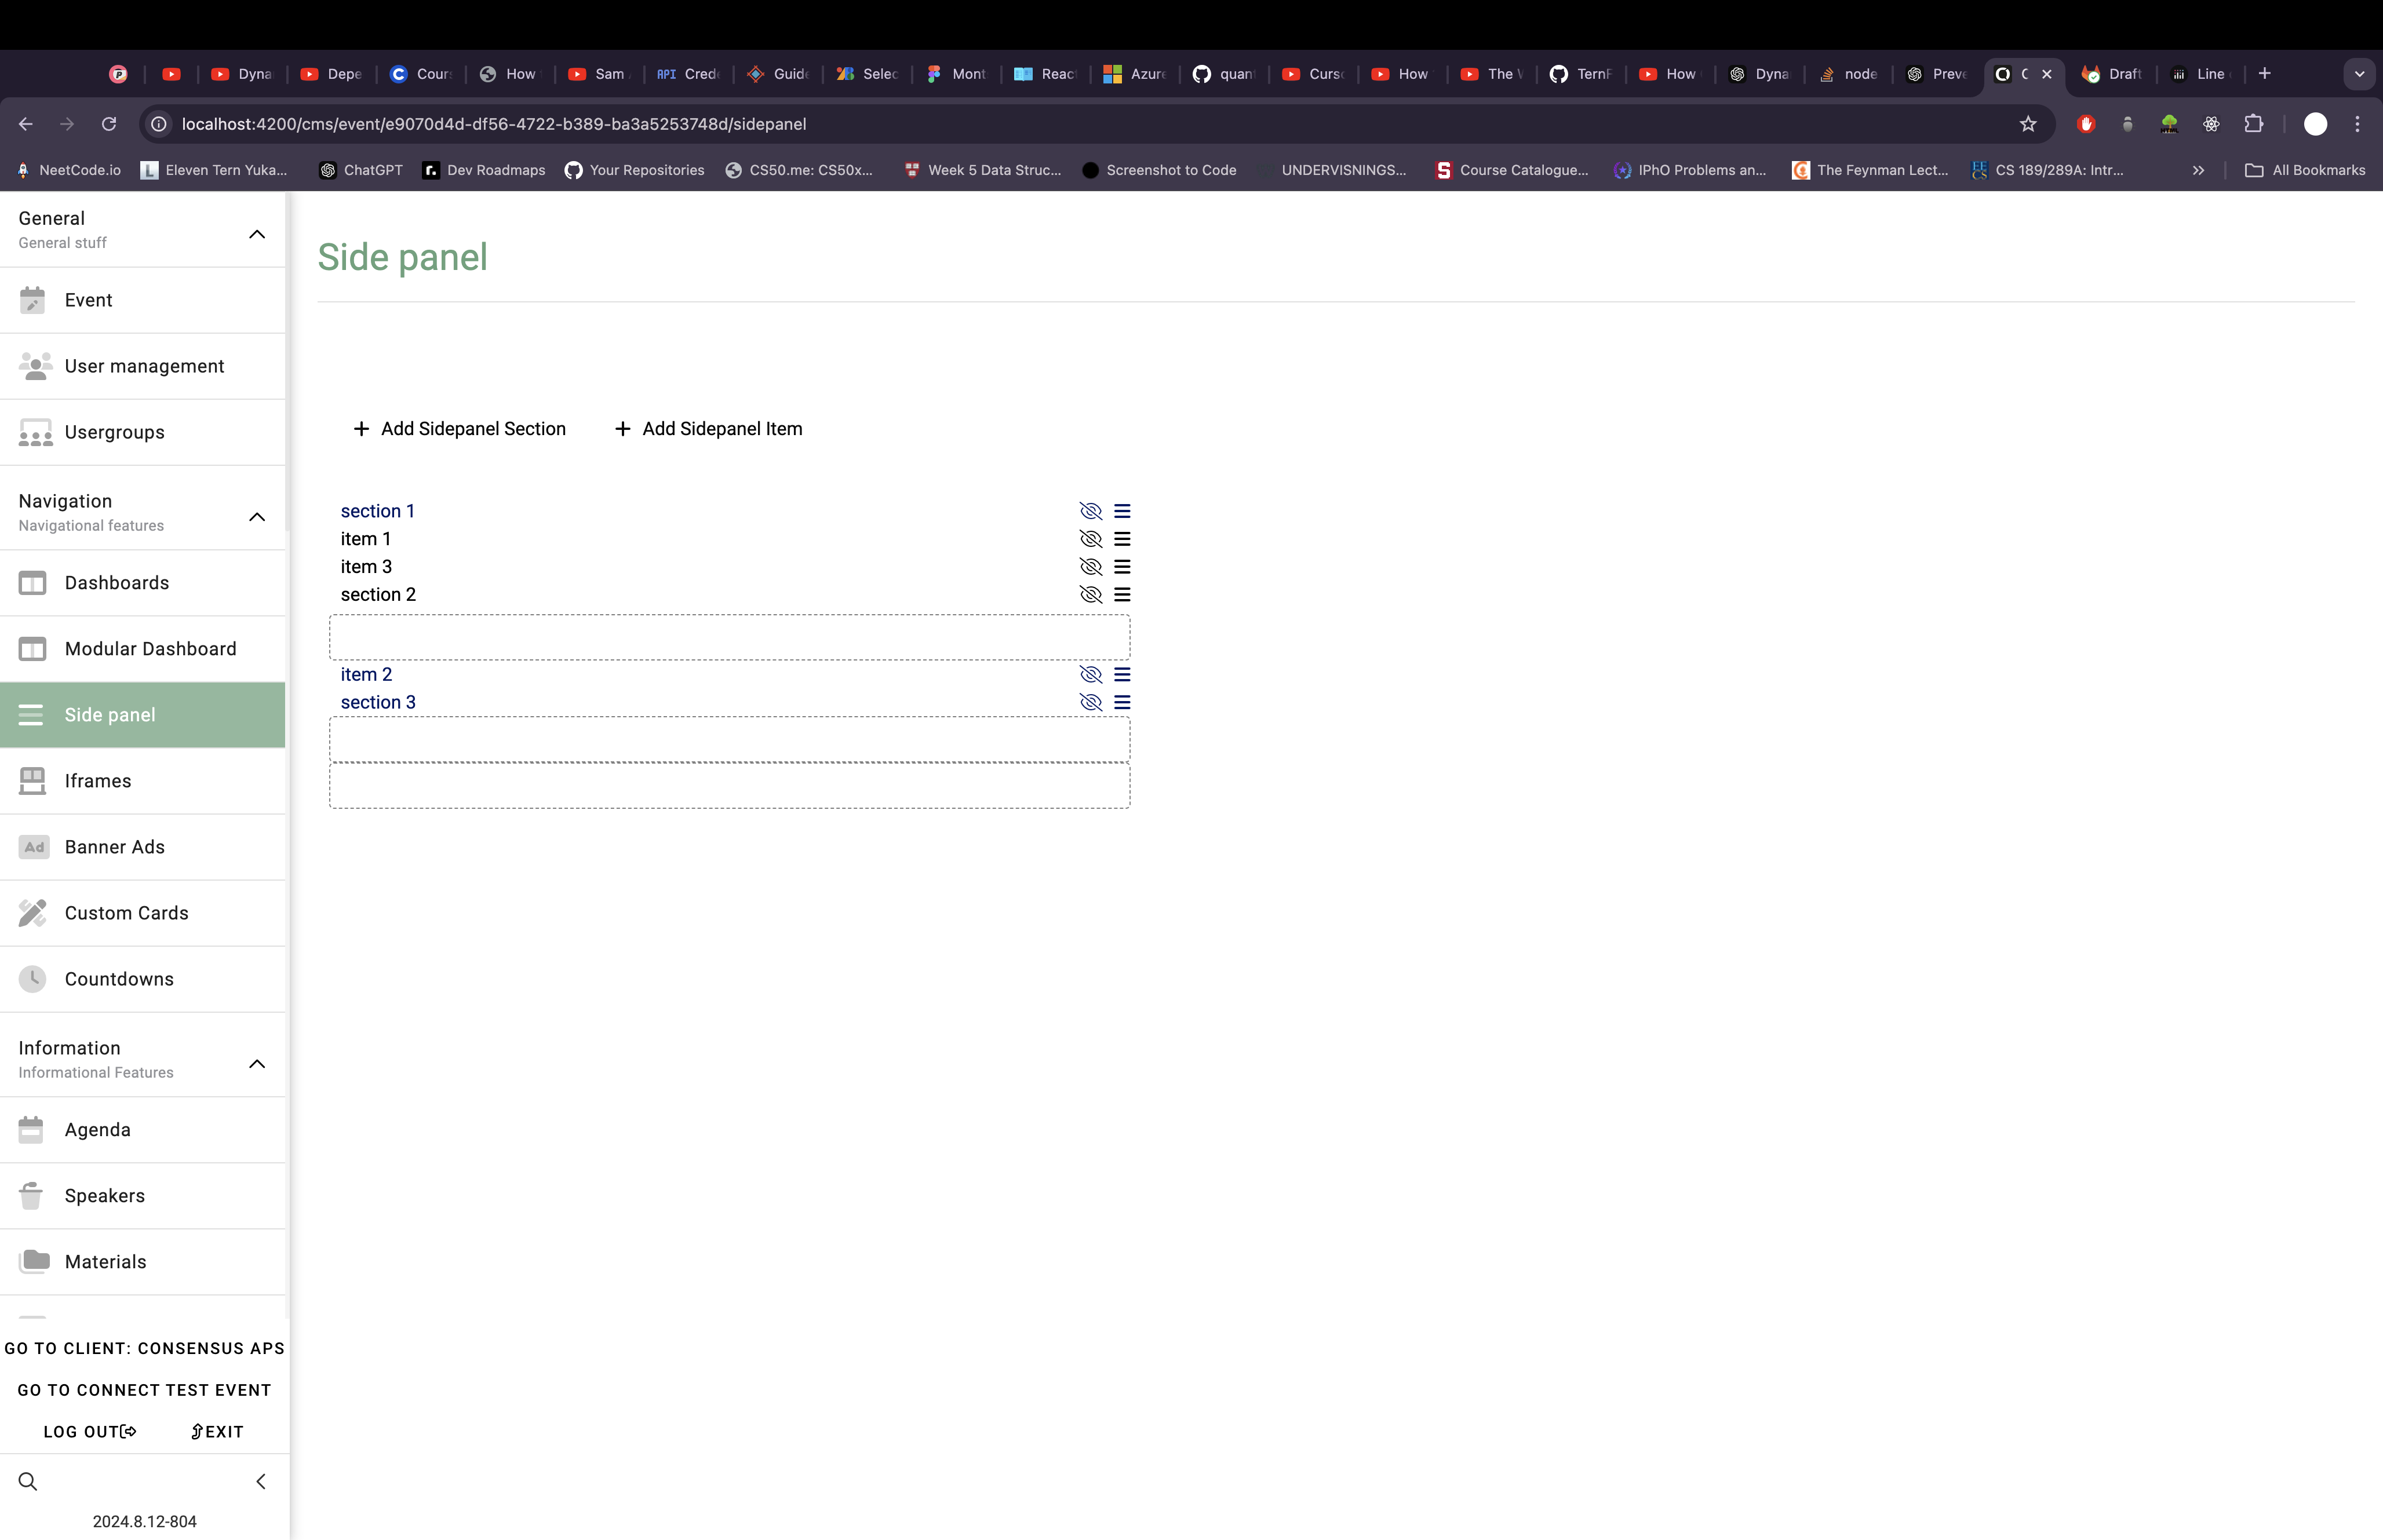 Dyna
Depe
Cour
How
Sam
API Crede
Guide
Selec
Mont
Reac
Azure
quan
Curso
How
The
TernF
How
Dyna
node
Preve
Draft
Line
localhost:4200/cms/event/e9070d4d-df56-4722-b389-ba3a5253748d/sidepanel
NeetCode.io
Eleven Tern Yuka...
ChatGPT
Dev Roadmaps
Your Repositories
CS50.me: CS50x...
Week 5 Data Struc...
Screenshot to Code
UNDERVISNINGS...
Course Catalogue...
IPhO Problems an...
The Feynman Lect...
CS 189/289A: Intr...
All Bookmarks
General
General stuff
Event
User management
Usergroups
Navigation
Navigational features
Dashboards
Modular Dashboard
Side panel
Iframes
Ad
Banner Ads
Custom Cards
Countdowns
Information
Informational Features
Agenda
Speakers
Materials
GO TO CLIENT: CONSENSUS APS
GO TO CONNECT TEST EVENT
LOG OUT
EXIT
2024.8.12-804
Side panel
+ Add Sidepanel Section
+ Add Sidepanel Item
section 1
item 1
item 3
section 2
item 2
section 3